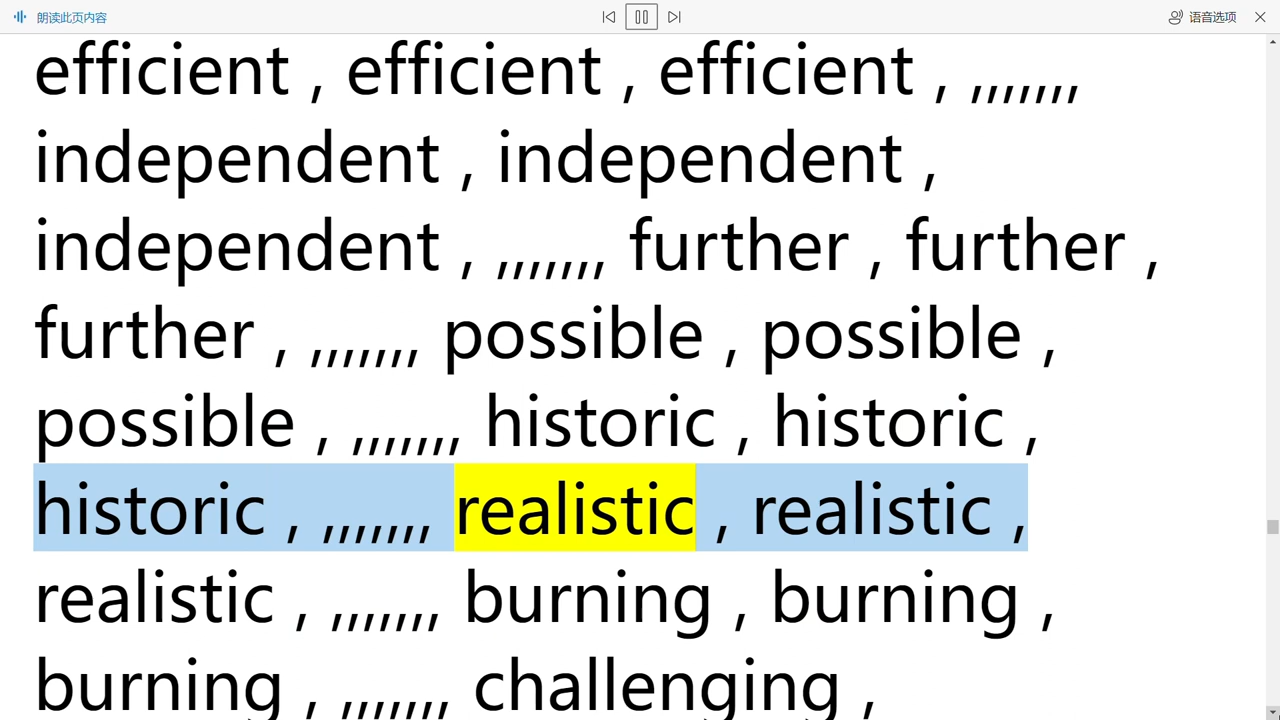 朗读此页内容
语音选项
efficient , efficient , efficient , ,,,,,,,
independent , independent ,
independent , ,,,,,,, further , further ,
further , ,,,,,,, possible , possible ,
possible , ,,,,,,, historic , historic ,
historic , ,,,,,,, realistic , realistic ,
realistic , ,,,,,,, burning , burning ,
burning , ,,,,,,, challenging ,